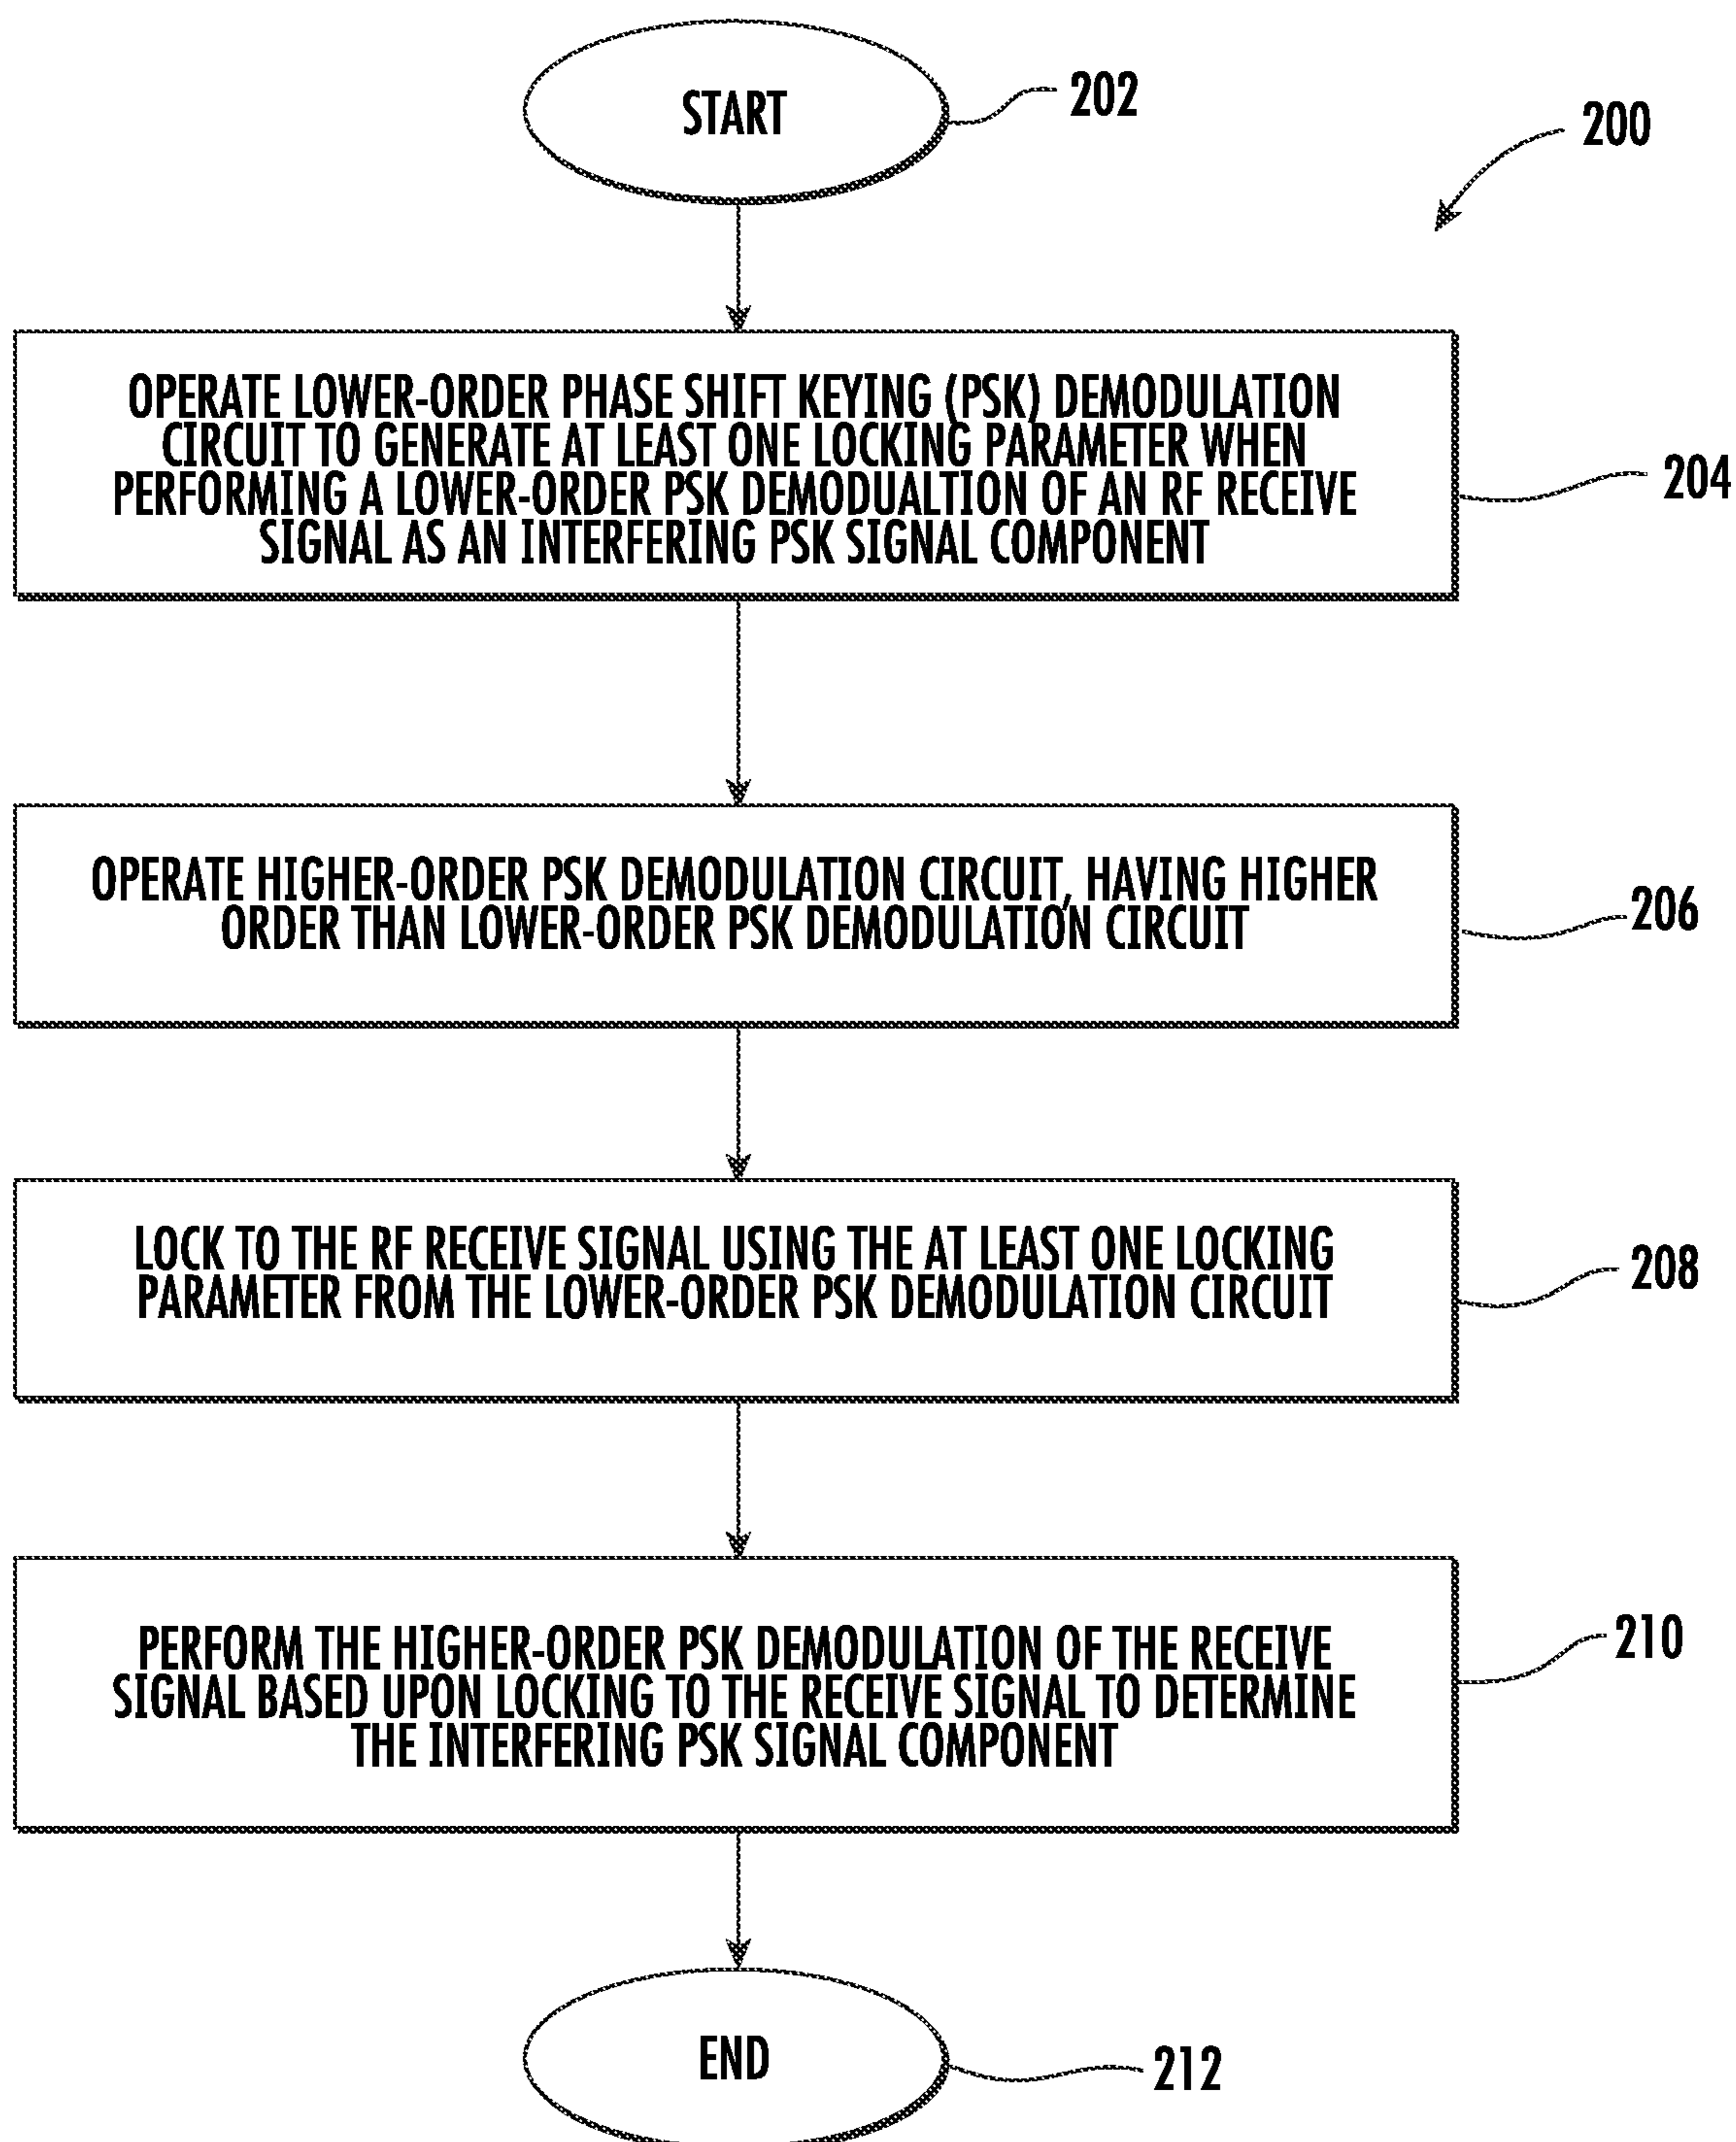 START
202
200
OPERATE LOWER-ORDER PHASE SHIFT KEYING (PSK) DEMODULATION
CIRCUIT TO GENERATE AT LEAST ONE LOCKING PARAMETER WHEN
PERFORMING A LOWER-ORDER PSK DEMODUALTION OF AN RF RECEIVE
SIGNAL AS AN INTERFERING PSK SIGNAL COMPONENT
204
OPERATE HIGHER-ORDER PSK DEMODULATION CIRCUIT, HAVING HIGHER
ORDER THAN LOWER-ORDER PSK DEMODULATION CIRCUIT
206
LOCK TO THE RF RECEIVE SIGNAL USING THE AT LEAST ONE LOCKING
PARAMETER FROM THE LOWER-ORDER PSK DEMODULATION CIRCUIT
208
PERFORM THE HIGHER-ORDER PSK DEMODULATION OF THE RECEIVE
SIGNAL BASED UPON LOCKING TO THE RECEIVE SIGNAL TO DETERMINE
THE INTERFERING PSK SIGNAL COMPONENT
210
END
212